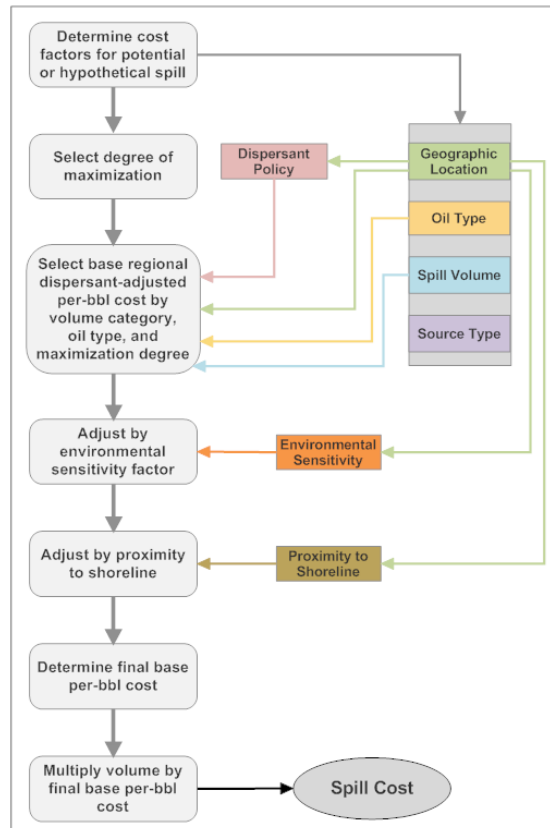 Determine cost
factors for potential
or hypothetical spill
Select degree of
maximization
Dispersant
Policy
Geographic
Location
Oil Type
Select base regional
dispersant-adjusted
per-bbl cost by
volume category,
oil type, and
maximization degree
Spill Volume
Source Type
Adjust by
environmental
sensitivity factor
Environmental
Sensitivity
Adjust by proximity
to shoreline
Proximity to
Shoreline
Determine final base
per-bbl cost
Multiply volume by
final base per-bbl
cost
Spill Cost